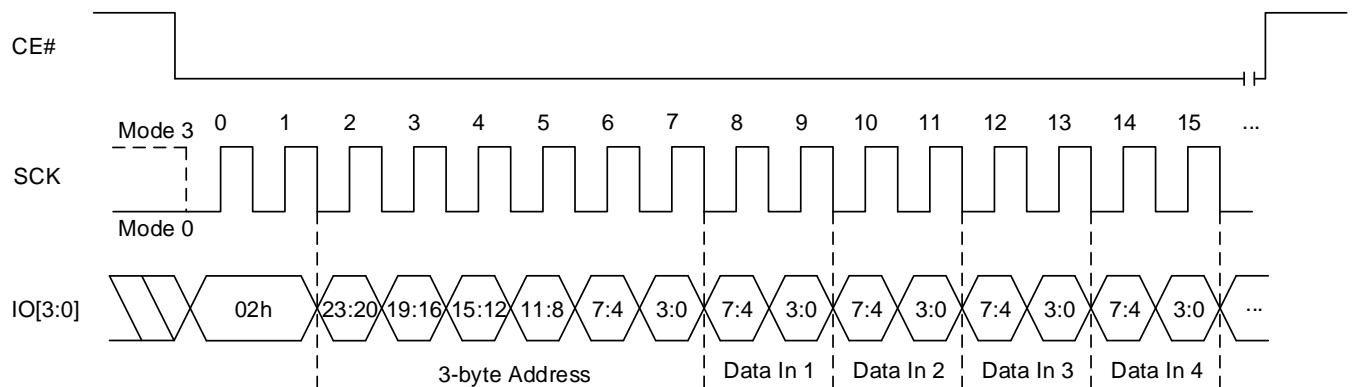 CE#
0 1 2 3 4 5 6 7 8 9 10 11 12 13 14 15 ...
Mode 3
SCK
Mode 0
IO[3:0] 02h 23:20 19:16 15:12 11:8 7:4 3:0 7:4 3:0 7:4 3:0 7:4 3:0 7:4 3:0 ...
3-byte Address Data In 1 Data In 2 Data In 3 Data In 4